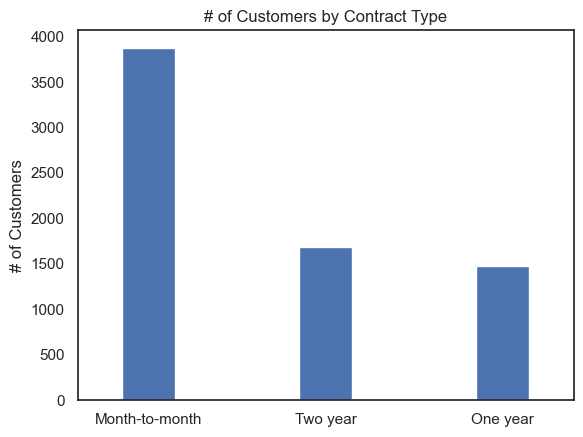 # of Customers by Contract Type
# of Customers
4000
3500
3000
2500
2000
1500
1000
500
0
Month-to-month
Two year
One year